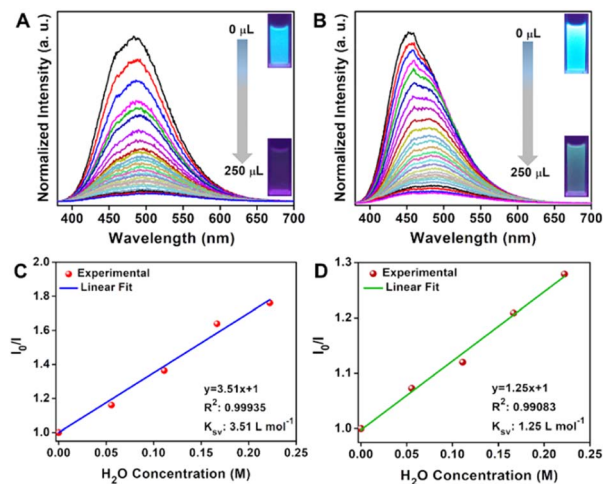 A
0 µL
250 µL
Normalized Intensity (a. u.)
400 450 500 550 600 650 700
Wavelength (nm)
B
0 µL
250 µL
Normalized Intensity (a. u.)
400 450 500 550 600 650 700
Wavelength (nm)
C
2.0
1.8
1.6
1.4
1.2
1.0
I₀/I
Experimental
Linear Fit
y=3.51x+1
R²: 0.99935
Kₛᵥ: 3.51 L mol⁻¹
0.00 0.05 0.10 0.15 0.20 0.25
H₂O Concentration (M)
D
1.3
1.2
1.1
1.0
I₀/I
Experimental
Linear Fit
y=1.25x+1
R²: 0.99083
Kₛᵥ: 1.25 L mol⁻¹
0.00 0.05 0.10 0.15 0.20 0.25
H₂O Concentration (M)